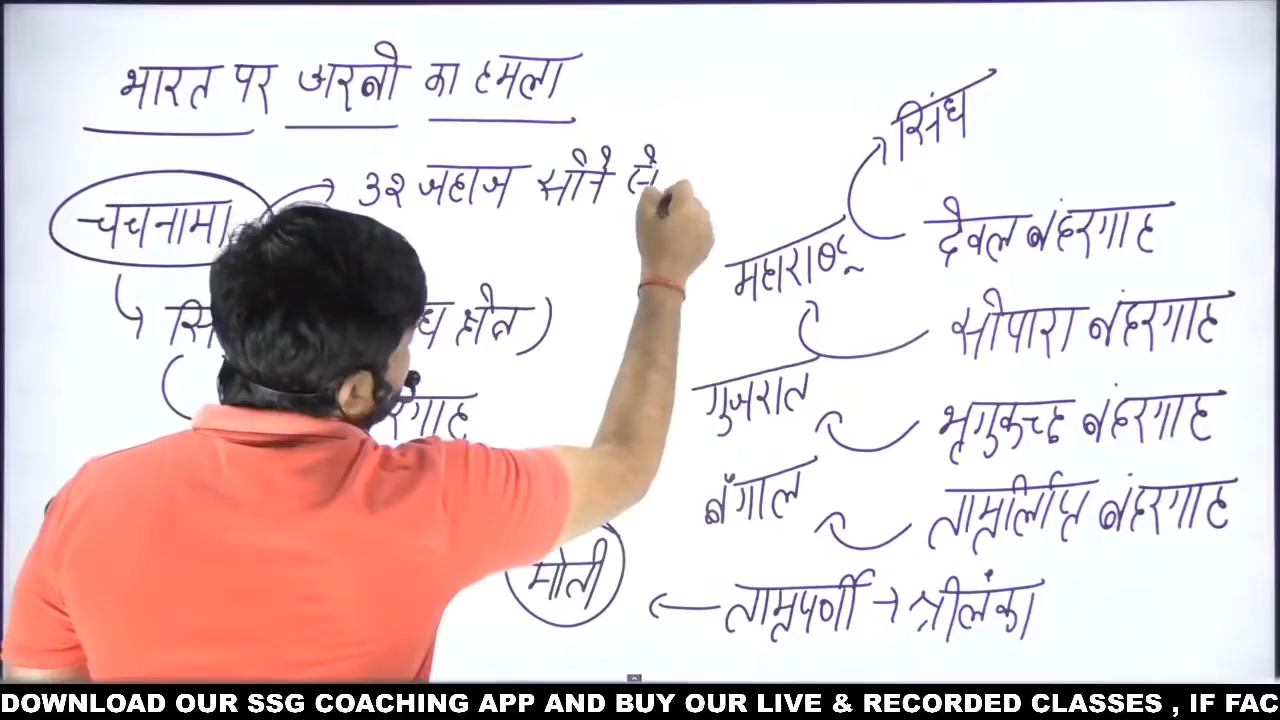 भारत पर अरबो का हमला
चचनामा
३२ जहाज सोने से
मोती
सिंध
देवल बंदरगाह
महाराष्ट्र
सोपारा बंदरगाह
गुजरात
भृगुकच्छ बंदरगाह
बंगाल
ताम्रलिप्ति बंदरगाह
ताम्रपर्णी → श्रीलंका
DOWNLOAD OUR SSG COACHING APP AND BUY OUR LIVE & RECORDED CLASSES , IF FAC